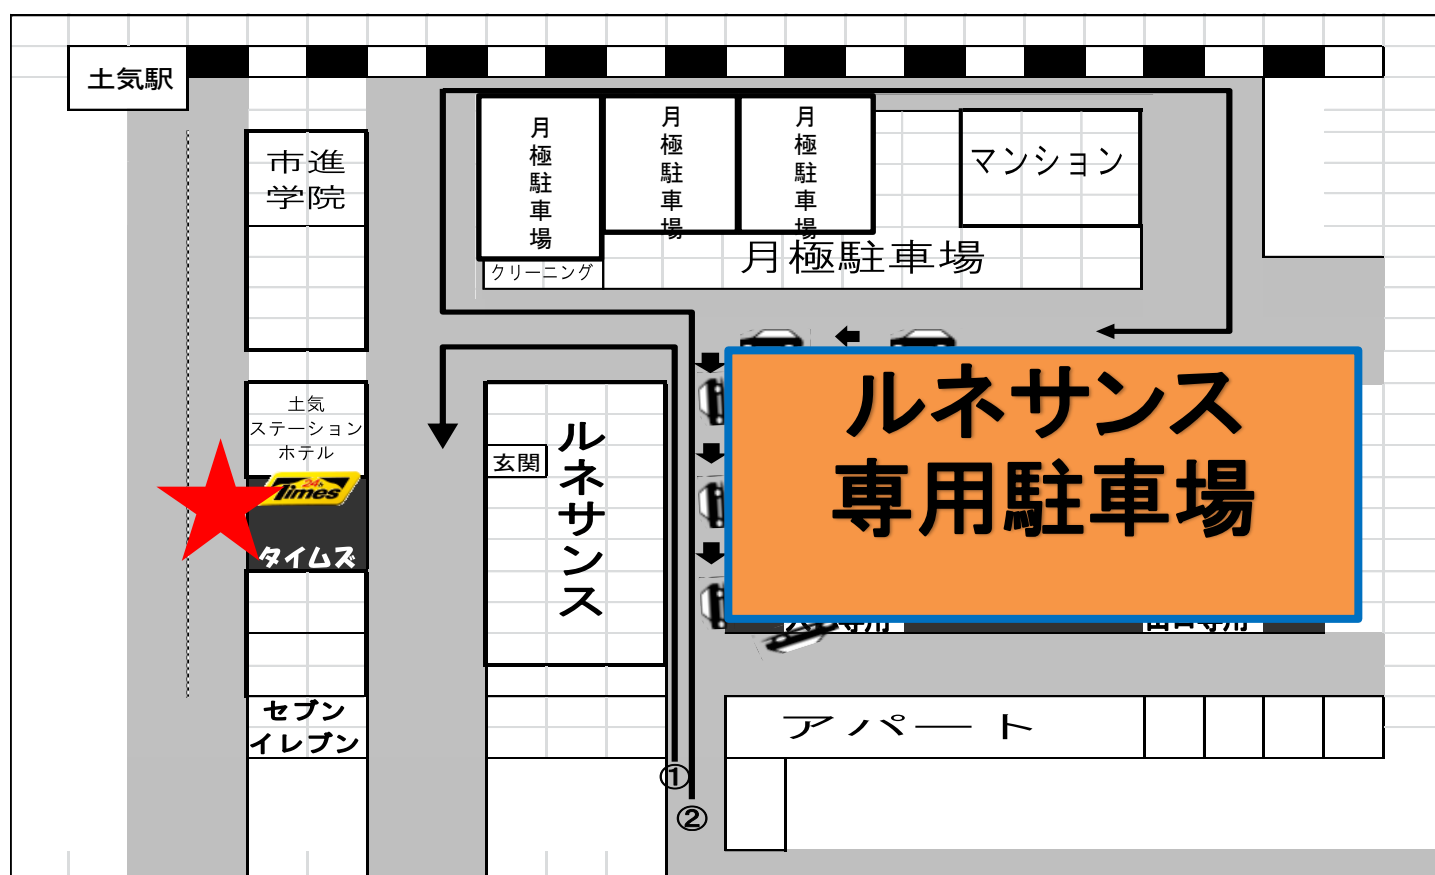 土気駅
市進
学院
月極駐車場
月極駐車場
月極駐車場
マンション
クリーニング
月極駐車場
土気
ステーション
ホテル
24h
Times
タイムズ
玄関
ルネサンス
ルネサンス
専用駐車場
セブン
イレブン
アパート
①
②